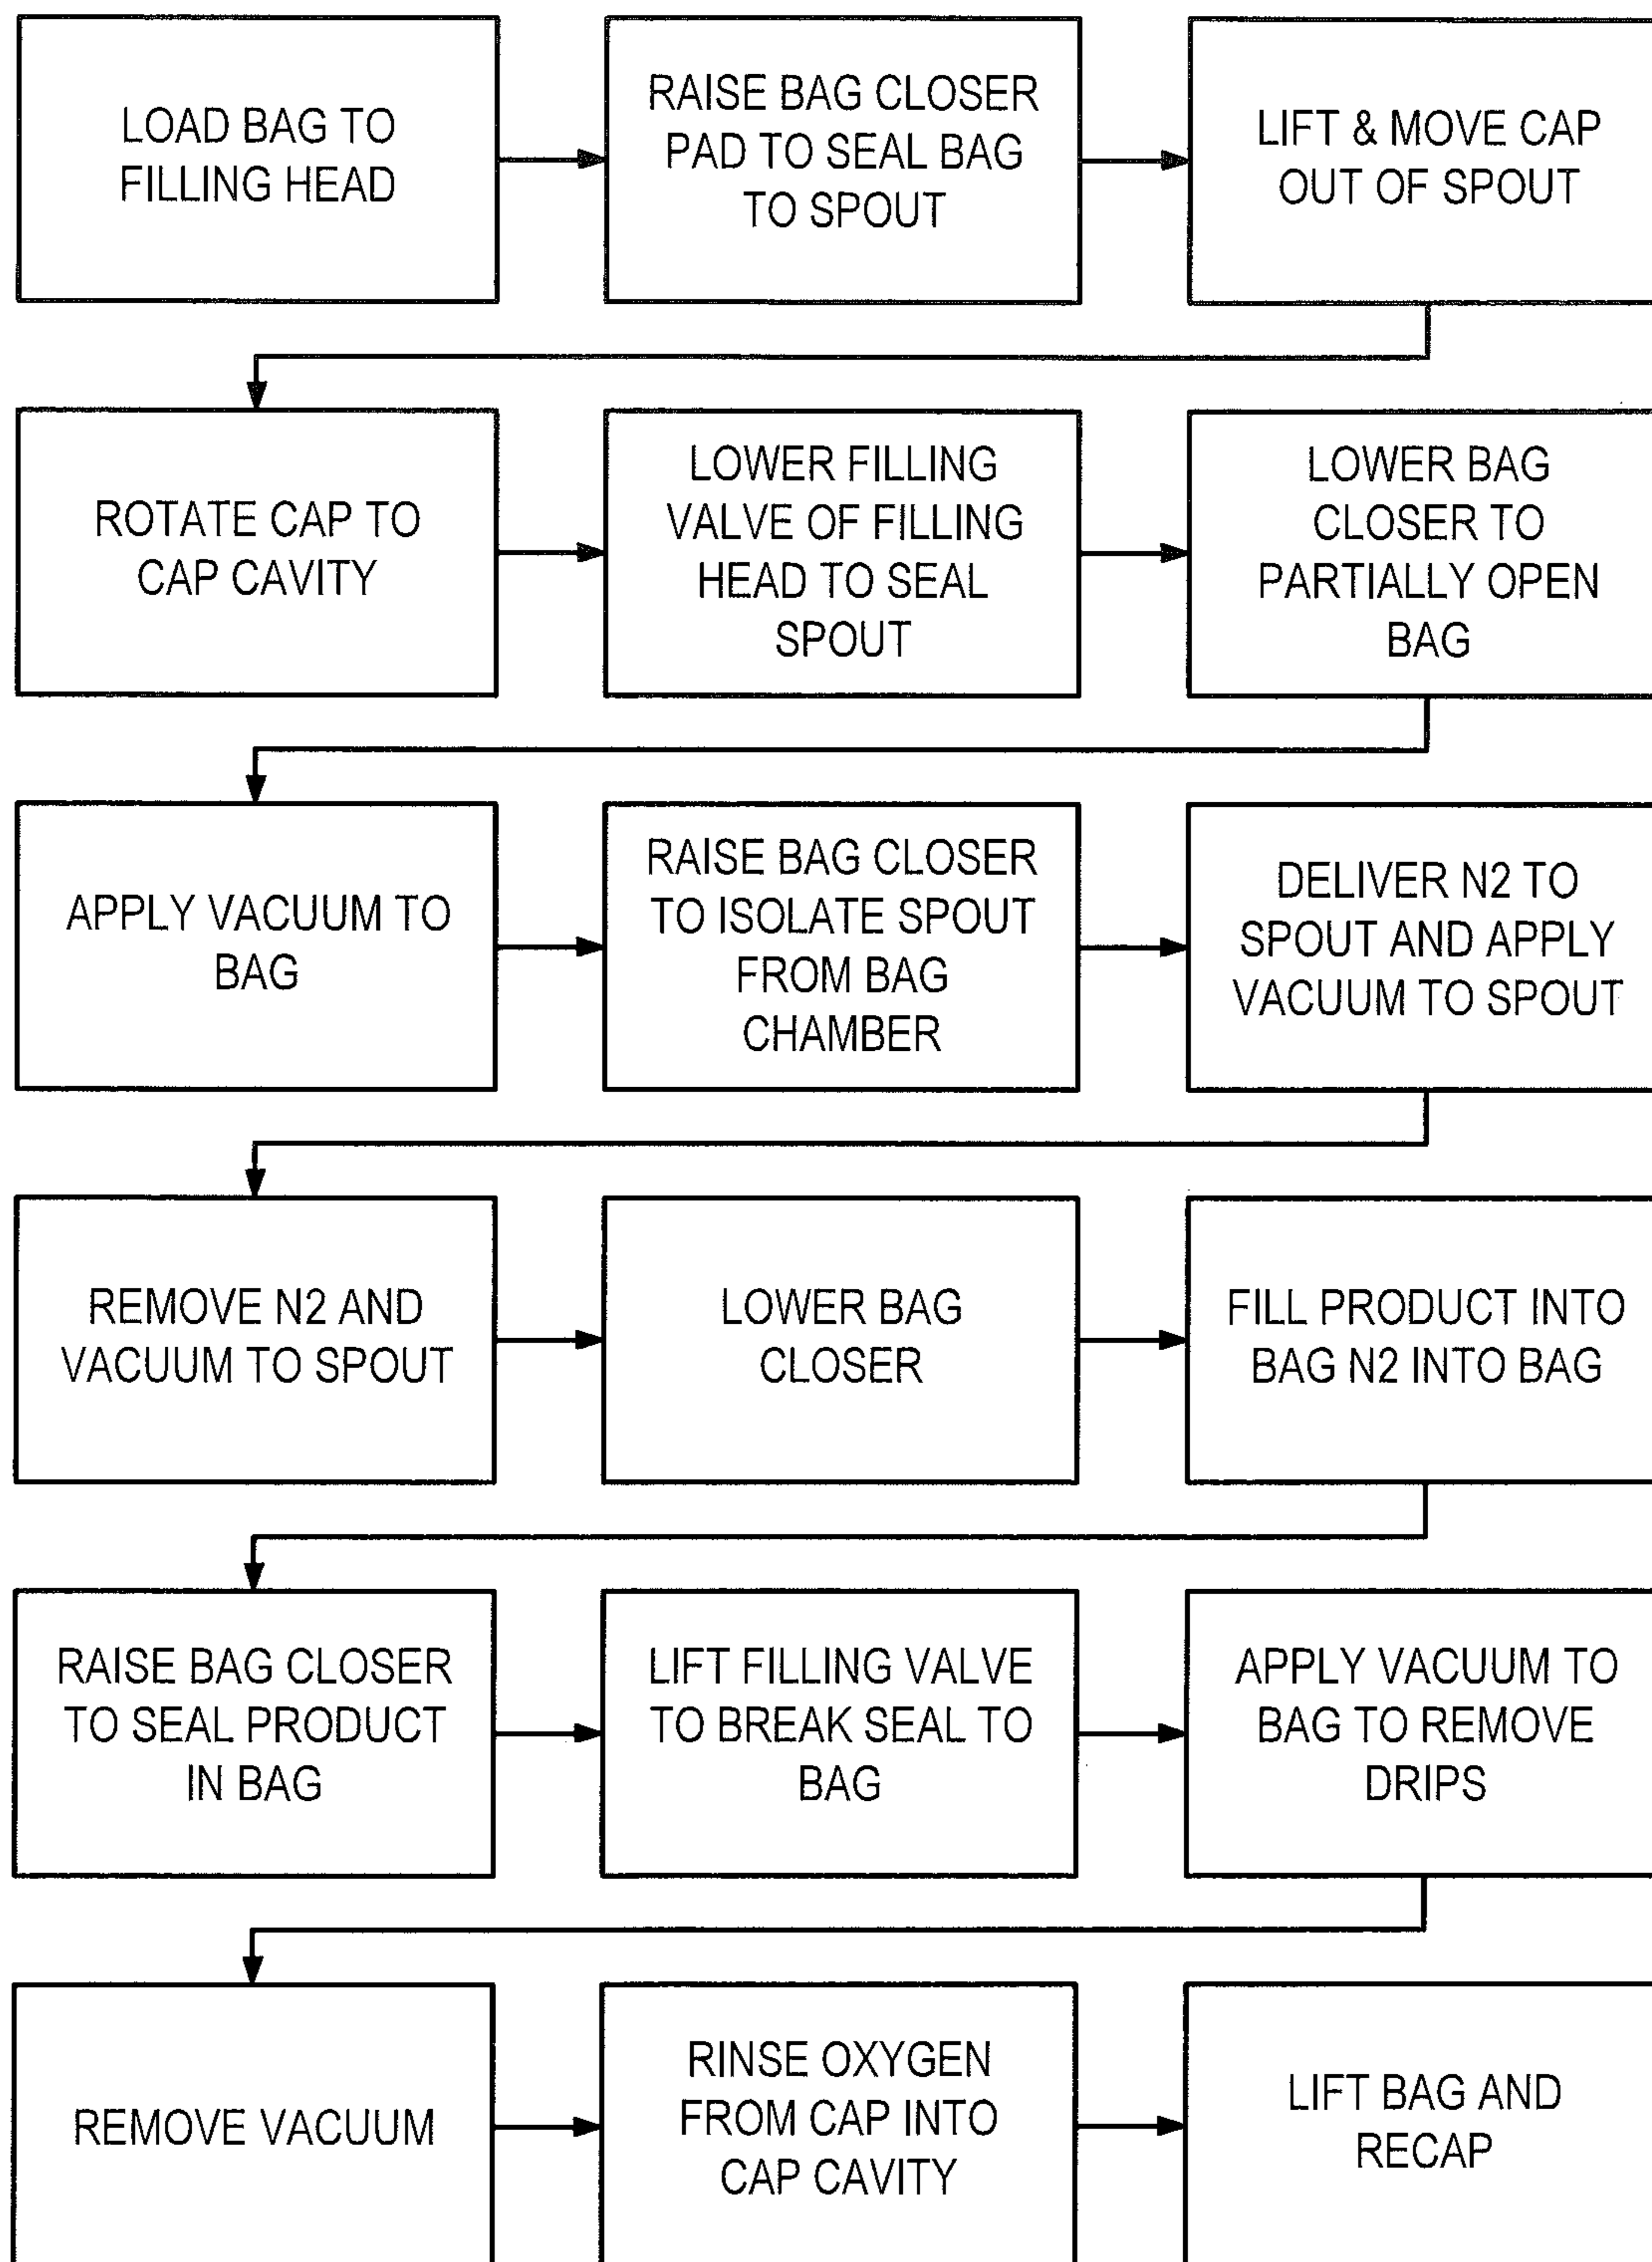 LOAD BAG TO
FILLING HEAD
RAISE BAG CLOSER
PAD TO SEAL BAG
TO SPOUT
LIFT & MOVE CAP
OUT OF SPOUT
ROTATE CAP TO
CAP CAVITY
LOWER FILLING
VALVE OF FILLING
HEAD TO SEAL
SPOUT
LOWER BAG
CLOSER TO
PARTIALLY OPEN
BAG
APPLY VACUUM TO
BAG
RAISE BAG CLOSER
TO ISOLATE SPOUT
FROM BAG
CHAMBER
DELIVER N2 TO
SPOUT AND APPLY
VACUUM TO SPOUT
REMOVE N2 AND
VACUUM TO SPOUT
LOWER BAG
CLOSER
FILL PRODUCT INTO
BAG N2 INTO BAG
RAISE BAG CLOSER
TO SEAL PRODUCT
IN BAG
LIFT FILLING VALVE
TO BREAK SEAL TO
BAG
APPLY VACUUM TO
BAG TO REMOVE
DRIPS
REMOVE VACUUM
RINSE OXYGEN
FROM CAP INTO
CAP CAVITY
LIFT BAG AND
RECAP